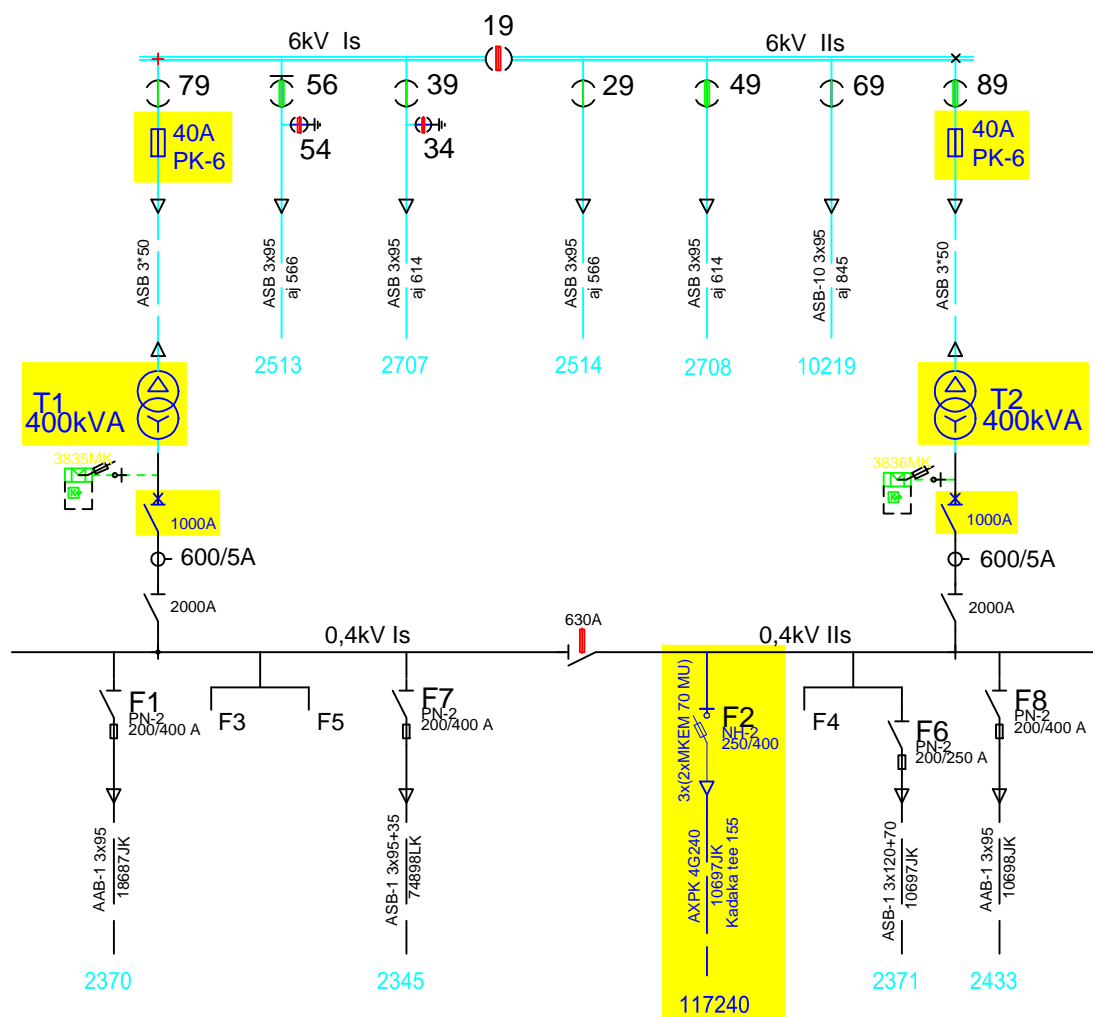 19
6kV Is
6kV IIs
79
56
39
29
49
69
89
40A
PK-6
54
34
40A
PK-6
ASB 3*50
ASB 3x95
aj 566
ASB 3x95
aj 614
ASB 3x95
aj 566
ASB 3x95
aj 614
ASB-10 3x95
aj 845
ASB 3*50
2513
2707
2514
2708
10219
T1
400kVA
T2
400kVA
3835MK
3836MK
1000A
1000A
600/5A
600/5A
2000A
2000A
0,4kV Is
630A
0,4kV IIs
F1
PN-2
200/400 A
F3
F5
F7
PN-2
200/400 A
3x(2xMKEM 70 MU)
F2
NH-2
250/400
F4
F6
PN-2
200/250 A
F8
PN-2
200/400 A
AAB-1 3x95
18687JK
ASB-1 3x95+35
74898LK
AXPK 4G240
10697JK
Kadaka tee 155
ASB-1 3x120+70
10697JK
AAB-1 3x95
10698JK
2370
2345
117240
2371
2433